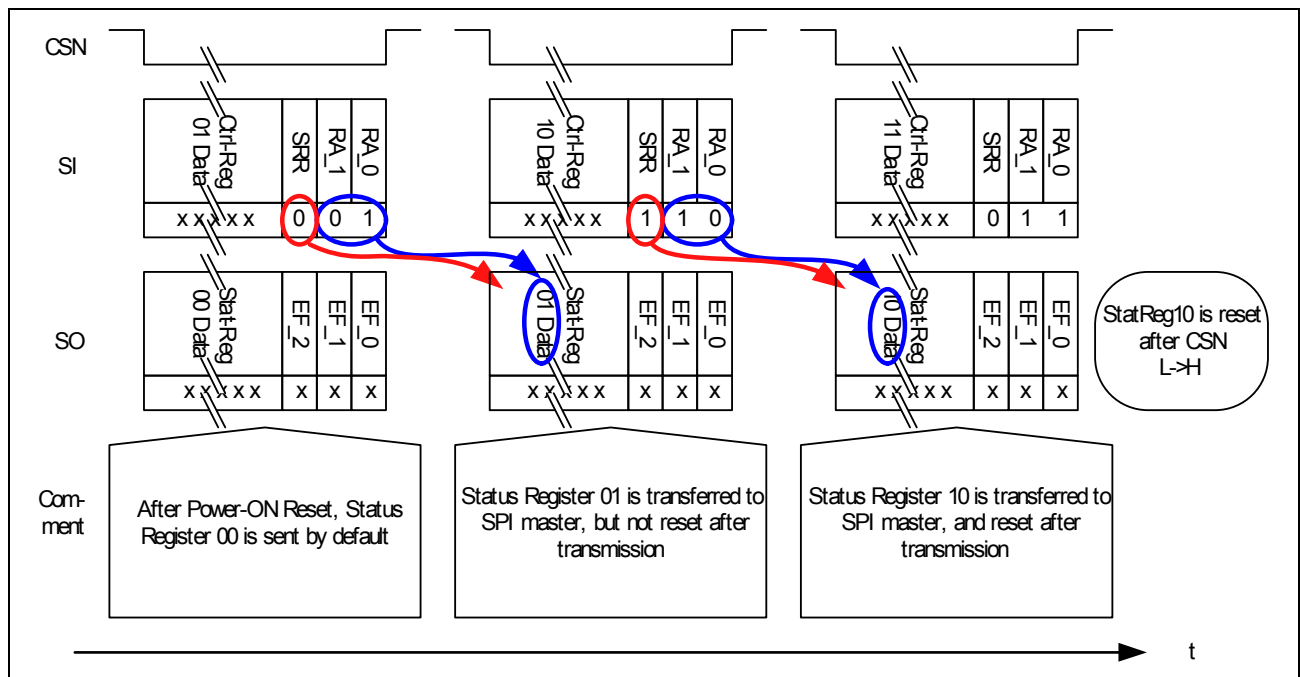 CSN
SI
Ctrl-Reg
01 Data
SRR
RA_1
RA_0
x x x x x
0
0
1
Ctrl-Reg
10 Data
SRR
RA_1
RA_0
x x x x x
1
1
0
Ctrl-Reg
11 Data
SRR
RA_1
RA_0
x x x x x
0
1
1
SO
Stat-Reg
00 Data
EF_2
EF_1
EF_0
x x x x x
x
x
x
Stat-Reg
01 Data
EF_2
EF_1
EF_0
x x x x x
x
x
x
Stat-Reg
10 Data
EF_2
EF_1
EF_0
x x x x x
x
x
x
StatReg10 is reset
after CSN
L->H
Com-
ment
After Power-ON Reset, Status
Register 00 is sent by default
Status Register 01 is transferred to
SPI master, but not reset after
transmission
Status Register 10 is transferred to
SPI master, and reset after
transmission
t